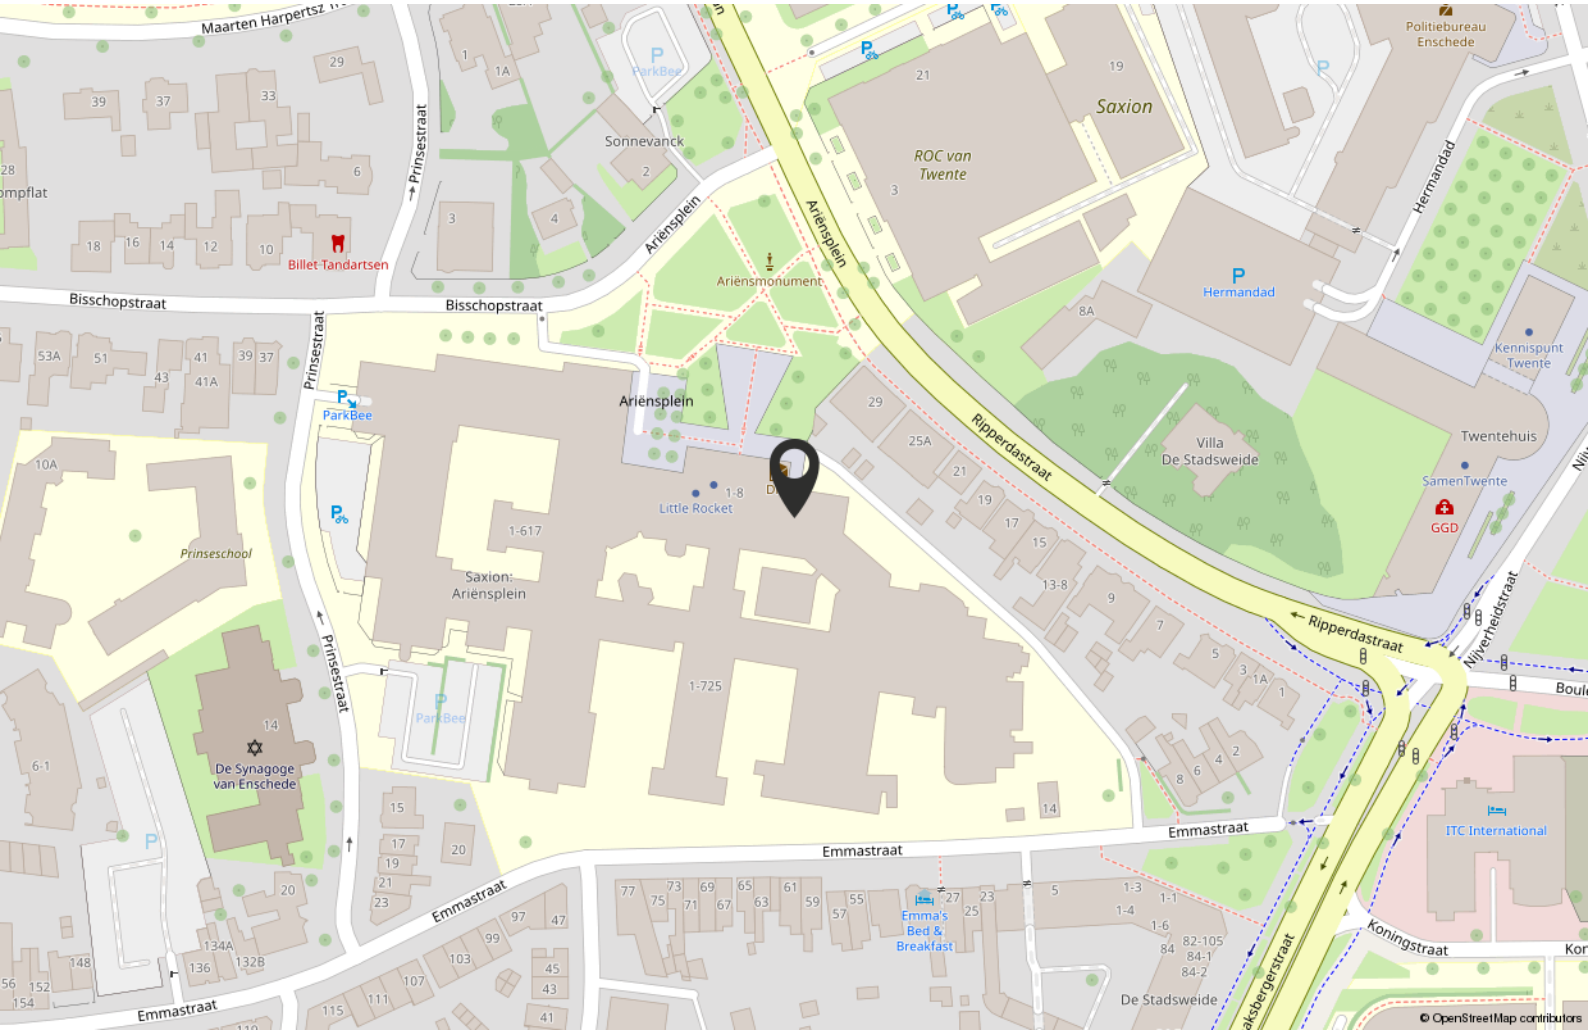 Maarten Harpertsz
1
1A
29
39
37
33
6
28
ompflat
P
ParkBee
Sonnevanck
2
3
4
18
16
14
12
10
Billet Tandartsen
Prinsestraat
Ariënsplein
Ariënsplein
Ariënsmonument
21
19
Saxion
ROC van
Twente
3
P
P
Politiebureau
Enschede
Hermandad
P
Hermandad
8A
Kennispunt
Twente
Bisschopstraat
Bisschopstraat
53A
51
43
41
41A
39
37
Prinsestraat
P
ParkBee
Ariënsplein
29
25A
21
19
17
15
13-8
9
7
5
3
1A
1
Ripperdastraat
Villa
De Stadsweide
Twentehuis
SamenTwente
GGD
10A
Prinseschool
P
1-617
Saxion:
Ariënsplein
1-8
Little Rocket
1-725
Ripperdastraat
Nijverheidstraat
Prinsestraat
P
ParkBee
14
De Synagoge
van Enschede
6-1
P
15
17
19
21
23
20
20
14
8
6
4
2
Emmastraat
Emmastraat
Emmastraat
Emmastraat
ITC International
77
75
73
71
69
67
65
63
61
59
57
55
Emma's
Bed &
Breakfast
27
25
23
5
1-3
1-4
1-1
1-6
84
82-105
84-1
84-2
De Stadsweide
Koningstraat
Kon
134A
136
132B
148
152
154
97
99
103
107
111
115
47
45
43
41
© OpenStreetMap contributors